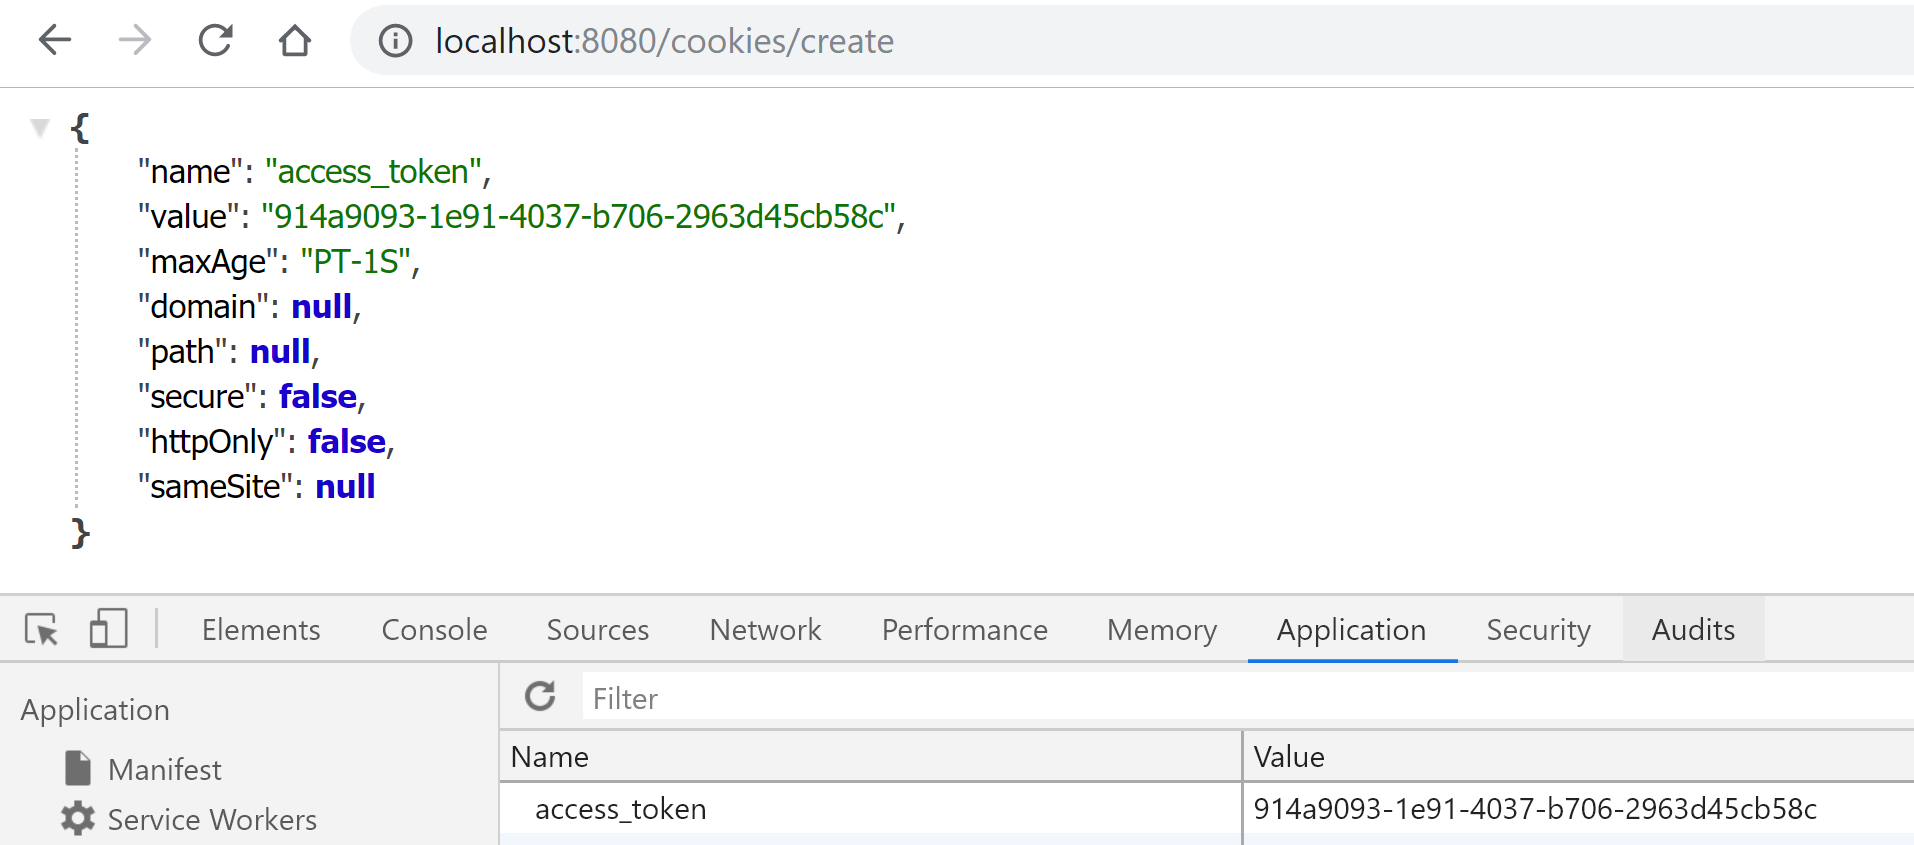 localhost:8080/cookies/create
{
"name": "access_token",
"value": "914a9093-1e91-4037-b706-2963d45cb58c",
"maxAge": "PT-1S",
"domain": null,
"path": null,
"secure": false,
"httpOnly": false,
"sameSite": null
}
Elements Console Sources Network Performance Memory Application Security Audits
Application
Manifest
Service Workers
Filter
Name Value
access_token 914a9093-1e91-4037-b706-2963d45cb58c